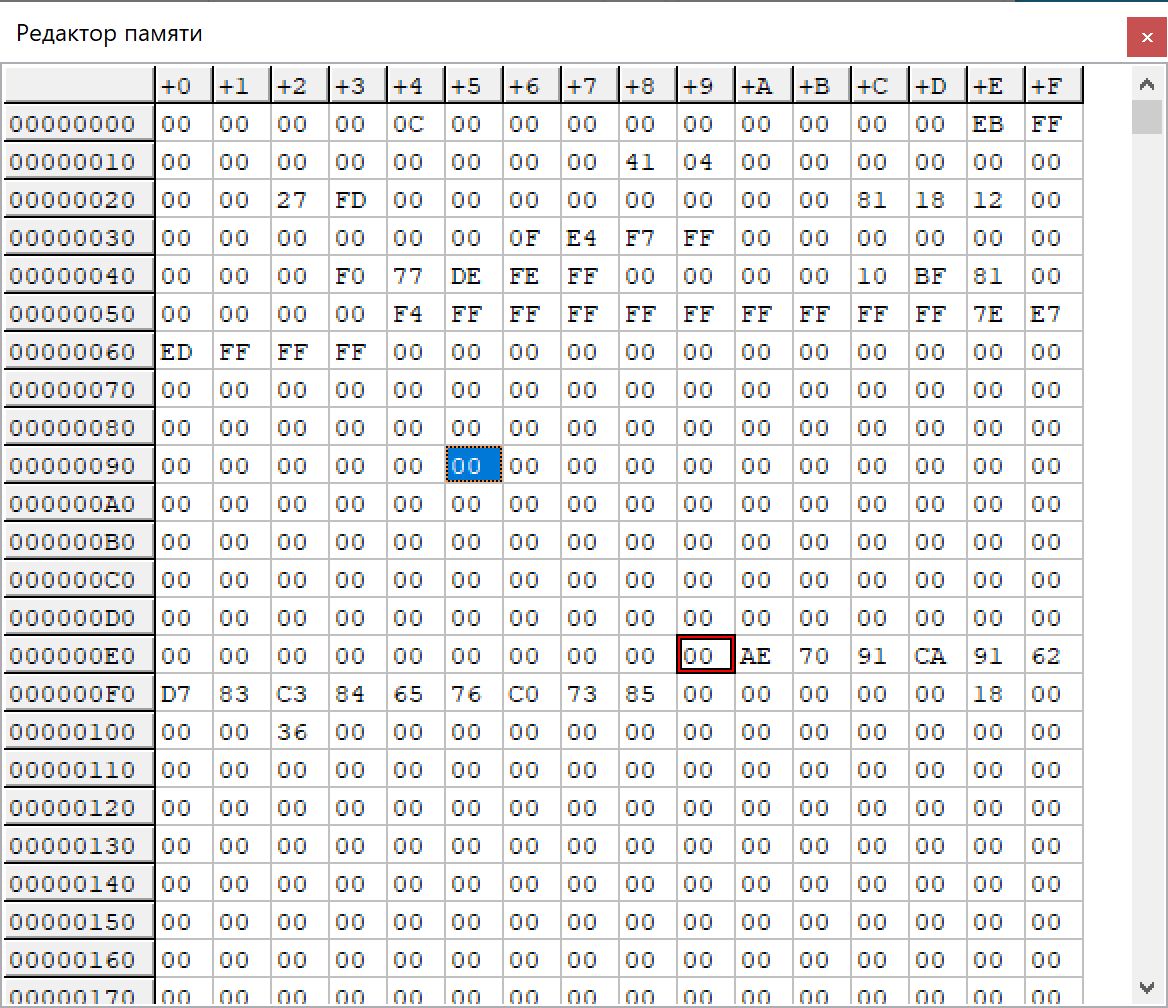 Редактор памяти
+0 +1 +2 +3 +4 +5 +6 +7 +8 +9 +A +B +C +D +E +F
00000000 00 00 00 00 0C 00 00 00 00 00 00 00 00 00 EB FF
00000010 00 00 00 00 00 00 00 00 41 04 00 00 00 00 00 00
00000020 00 00 27 FD 00 00 00 00 00 00 00 00 81 18 12 00
00000030 00 00 00 00 00 00 0F E4 F7 FF 00 00 00 00 00 00
00000040 00 00 00 F0 77 DE FE FF 00 00 00 00 10 BF 81 00
00000050 00 00 00 00 F4 FF FF FF FF FF FF FF FF FF 7E E7
00000060 ED FF FF FF 00 00 00 00 00 00 00 00 00 00 00 00
00000070 00 00 00 00 00 00 00 00 00 00 00 00 00 00 00 00
00000080 00 00 00 00 00 00 00 00 00 00 00 00 00 00 00 00
00000090 00 00 00 00 00 00 00 00 00 00 00 00 00 00 00 00
000000A0 00 00 00 00 00 00 00 00 00 00 00 00 00 00 00 00
000000B0 00 00 00 00 00 00 00 00 00 00 00 00 00 00 00 00
000000C0 00 00 00 00 00 00 00 00 00 00 00 00 00 00 00 00
000000D0 00 00 00 00 00 00 00 00 00 00 00 00 00 00 00 00
000000E0 00 00 00 00 00 00 00 00 00 00 AE 70 91 CA 91 62
000000F0 D7 83 C3 84 65 76 C0 73 85 00 00 00 00 00 18 00
00000100 00 00 36 00 00 00 00 00 00 00 00 00 00 00 00 00
00000110 00 00 00 00 00 00 00 00 00 00 00 00 00 00 00 00
00000120 00 00 00 00 00 00 00 00 00 00 00 00 00 00 00 00
00000130 00 00 00 00 00 00 00 00 00 00 00 00 00 00 00 00
00000140 00 00 00 00 00 00 00 00 00 00 00 00 00 00 00 00
00000150 00 00 00 00 00 00 00 00 00 00 00 00 00 00 00 00
00000160 00 00 00 00 00 00 00 00 00 00 00 00 00 00 00 00
00000170 00 00 00 00 00 00 00 00 00 00 00 00 00 00 00 00